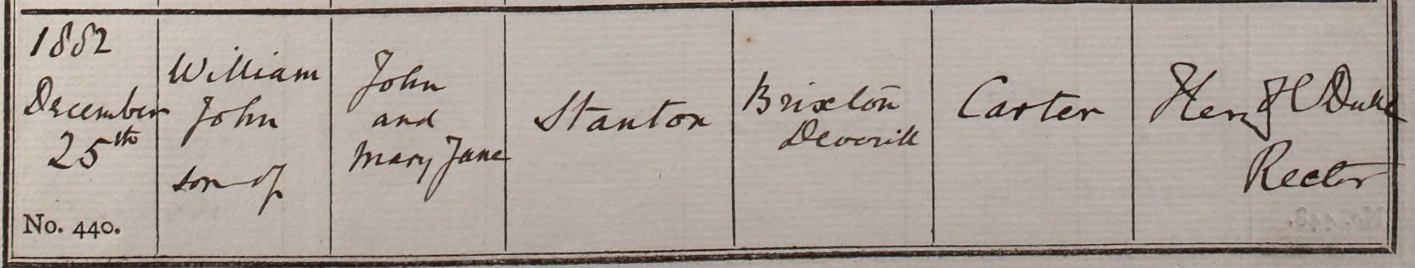 1882
December
25th
No. 440.
William
John
son of
John
and
Mary Jane
Stanton
Brixton
Deverill
Carter
Duke
Rector